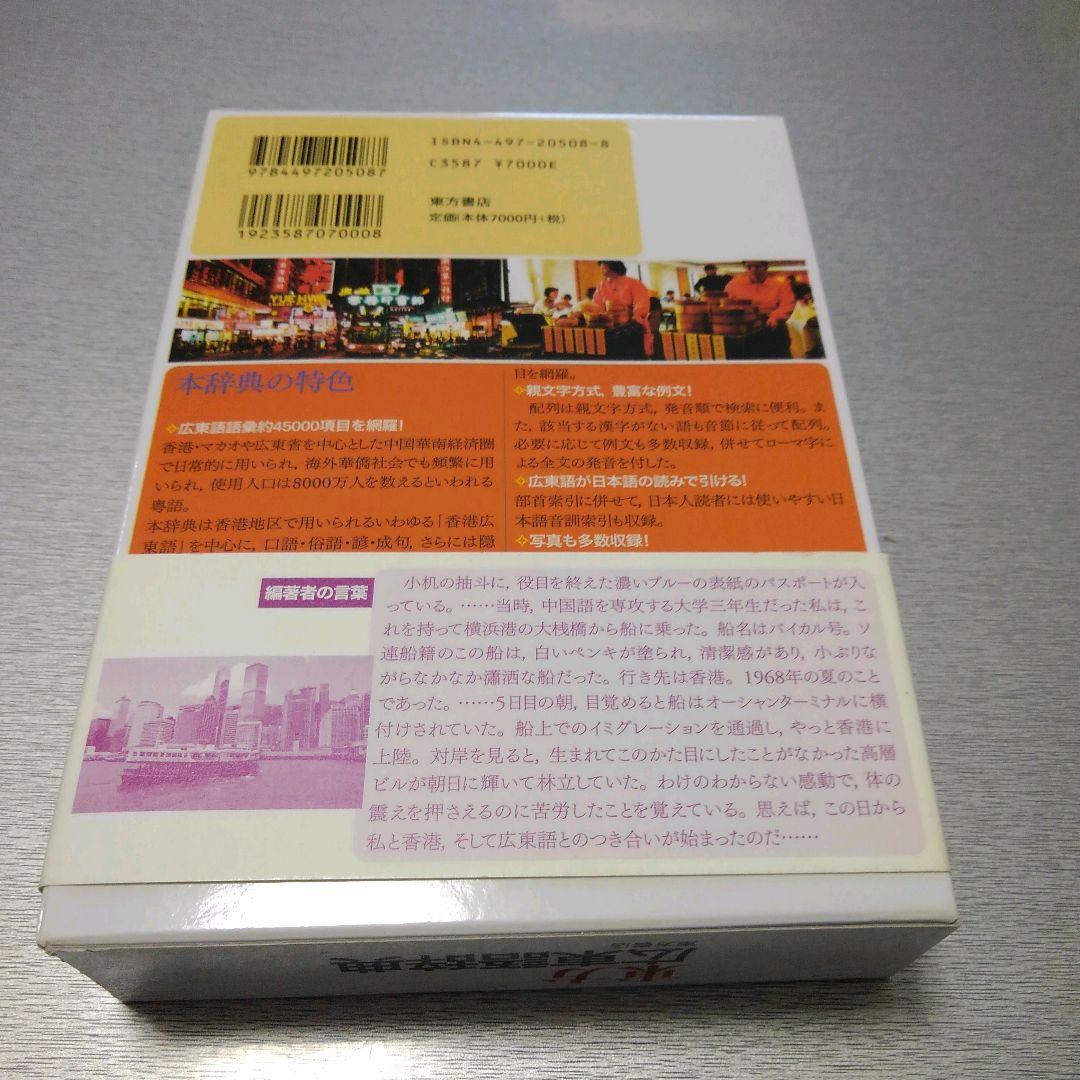 ISBN4-497-20508-8
C3587 ¥7000E
9784497205087
東方書店
定価(本体7000円+税)
1923587070008
YUE HWA
本辞典の特色
✧広東語語彙約45000項目を網羅!
香港・マカオや広東省を中心とした中国華南経済圏
で日常的に用いられ, 海外華僑社会でも頻繁に用
いられ, 使用人口は8000万人を数えるといわれる
粤語。
本辞典は香港地区で用いられるいわゆる「香港広
東語」を中心に, 口語・俗語・諺・成句, さらには隠
目を網羅。
✧親文字方式, 豊富な例文!
配列は親文字方式, 発音順で検索に便利。ま
た, 該当する漢字がない語も音節に従って配列。
必要に応じて例文も多数収録, 併せてローマ字に
よる全文の発音を付した。
✧広東語が日本語の読みで引ける!
部首索引に併せて, 日本人読者には使いやすい日
本語音訓索引も収録。
✧写真も多数収録!
編著者の言葉
小机の抽斗に, 役目を終えた濃いブルーの表紙のパスポートが入
っている。……当時, 中国語を専攻する大学三年生だった私は, こ
れを持って横浜港の大桟橋から船に乗った。船名はバイカル号。ソ
連船籍のこの船は, 白いペンキが塗られ, 清潔感があり, 小ぶりな
がらなかなか瀟洒な船だった。行き先は香港。1968年の夏のこと
であった。……5日目の朝, 目覚めると船はオーシャンターミナルに横
付けされていた。船上でのイミグレーションを通過し, やっと香港に
上陸。対岸を見ると, 生まれてこのかた目にしたことがなかった高層
ビルが朝日に輝いて林立していた。わけのわからない感動で, 体の
震えを押さえるのに苦労したことを覚えている。思えば, この日から
私と香港, そして広東語とのつき合いが始まったのだ……
東方
広東語辞典
東方書店